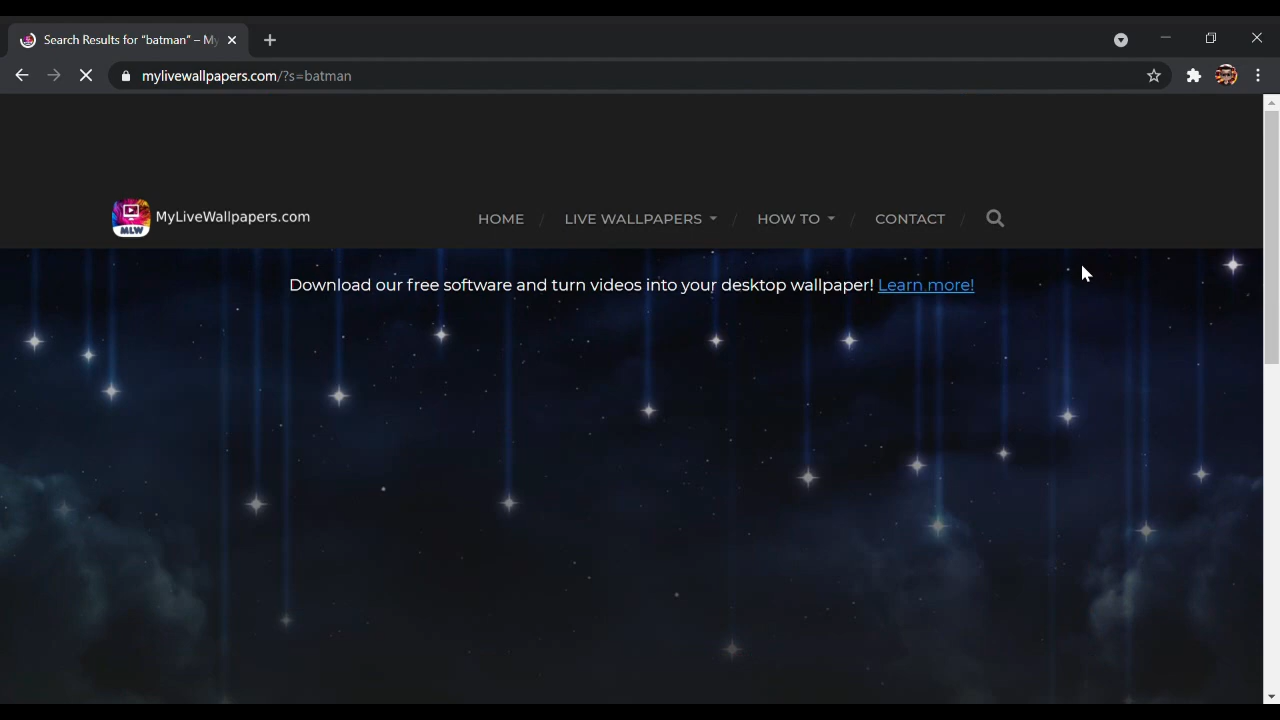 Search Results for “batman” – My
mylivewallpapers.com/?s=batman
MLW
MyLiveWallpapers.com
HOME / LIVE WALLPAPERS / HOW TO / CONTACT /
Download our free software and turn videos into your desktop wallpaper! Learn more!